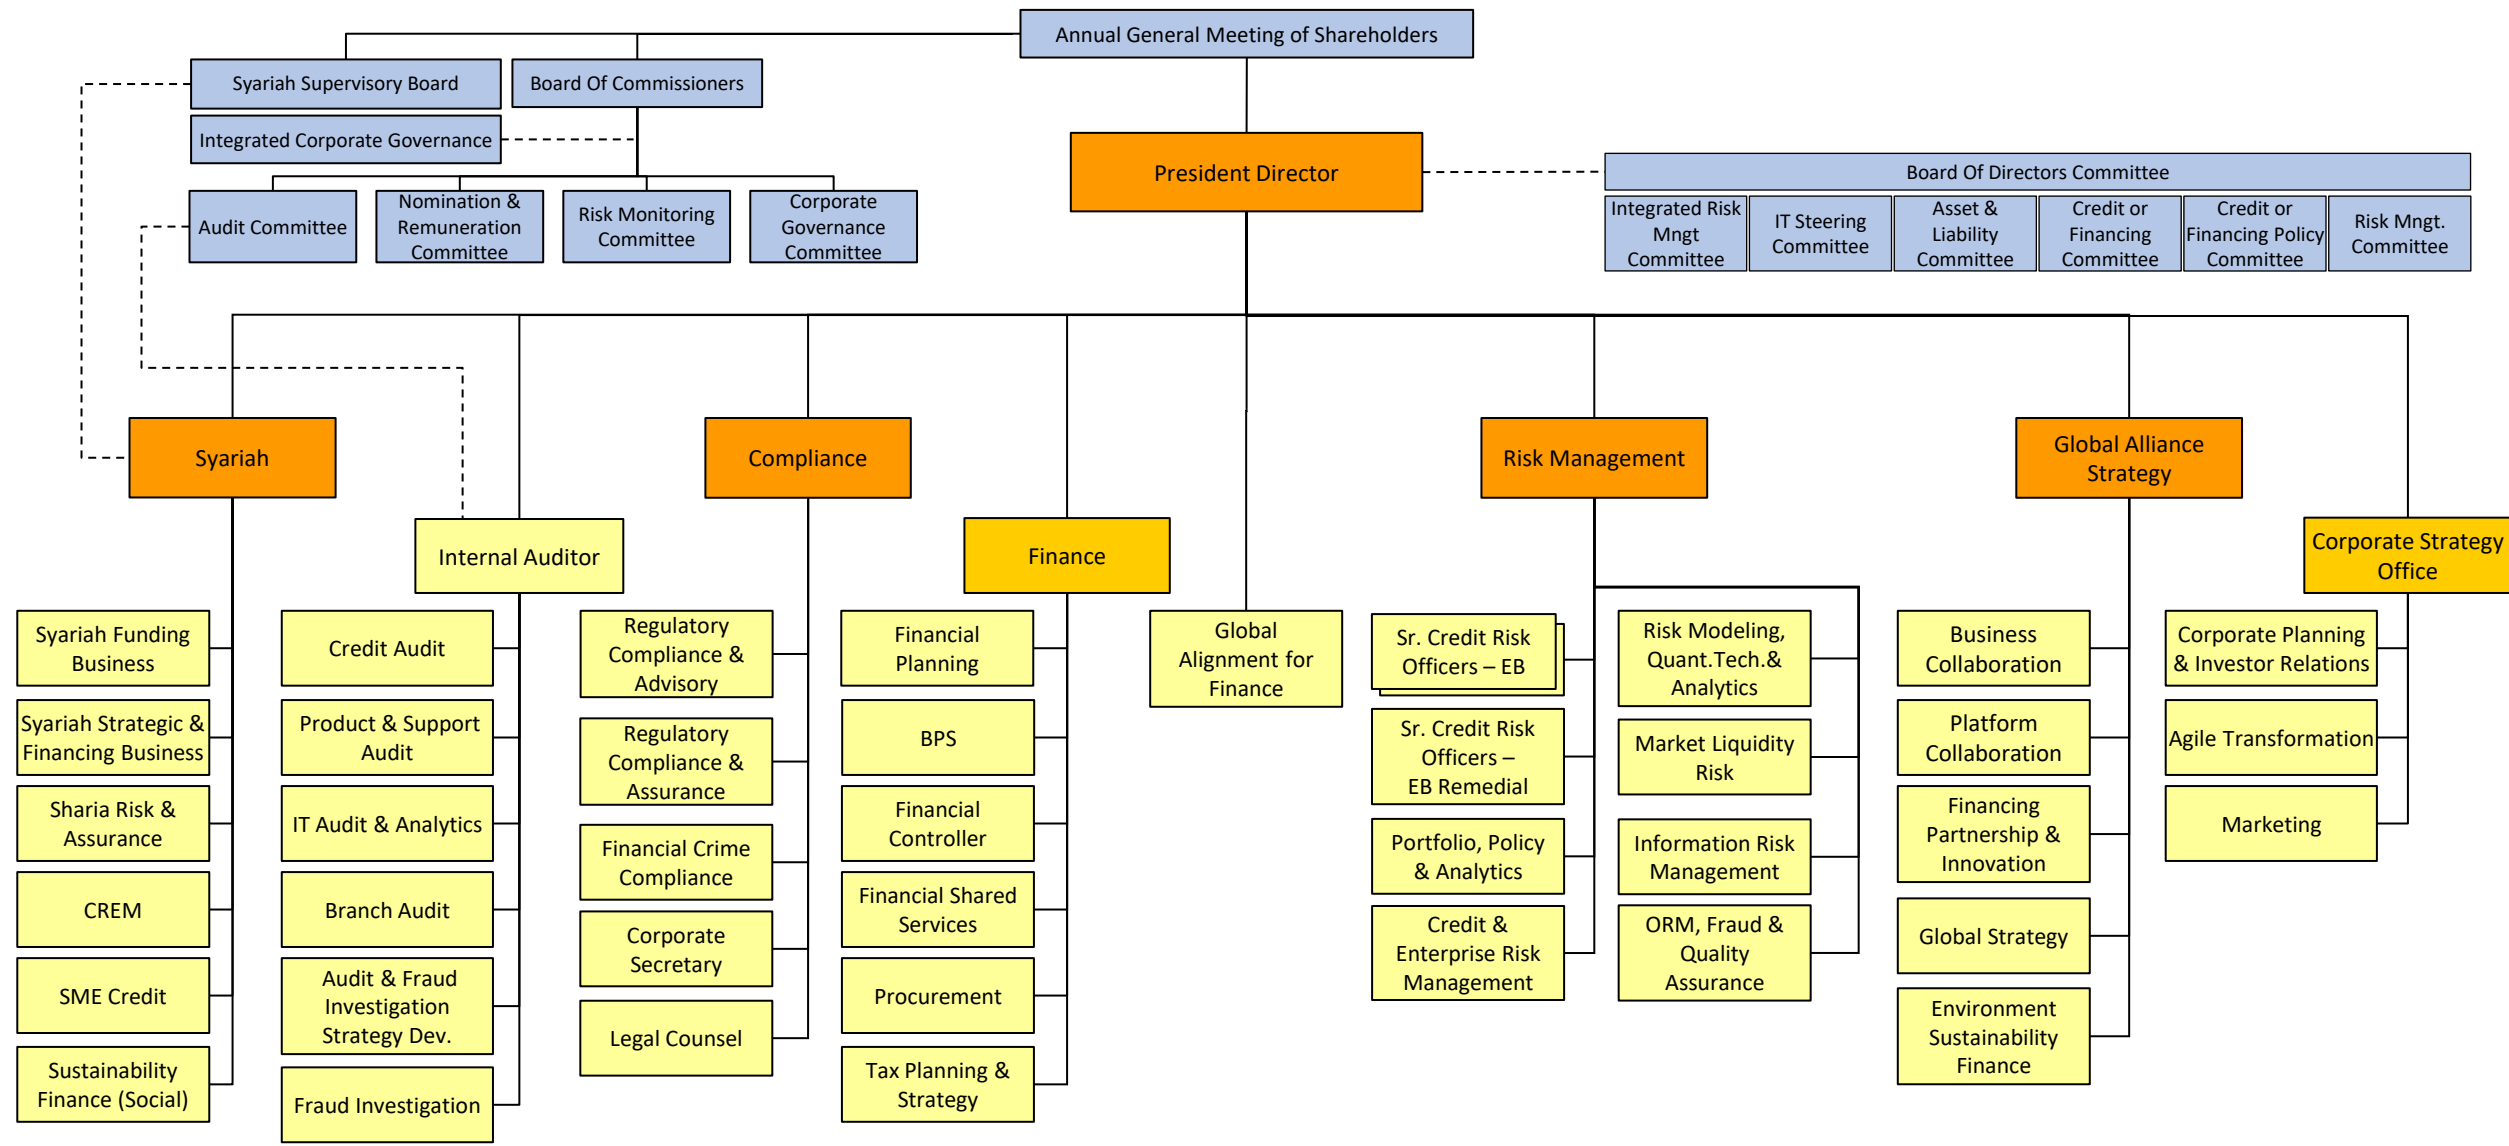 Annual General Meeting of Shareholders
Syariah Supervisory Board
Board Of Commissioners
Integrated Corporate Governance
President Director
Board Of Directors Committee
Audit Committee
Nomination &
Remuneration
Committee
Risk Monitoring
Committee
Corporate
Governance
Committee
Integrated Risk
Mngt
Committee
IT Steering
Committee
Asset &
Liability
Committee
Credit or
Financing
Committee
Credit or
Financing Policy
Committee
Risk Mngt.
Committee
Syariah
Compliance
Risk Management
Global Alliance
Strategy
Internal Auditor
Finance
Corporate Strategy
Office
Syariah Funding
Business
Syariah Strategic &
Financing Business
Sharia Risk &
Assurance
CREM
SME Credit
Sustainability
Finance (Social)
Credit Audit
Product & Support
Audit
IT Audit & Analytics
Branch Audit
Audit & Fraud
Investigation
Strategy Dev.
Fraud Investigation
Regulatory
Compliance &
Advisory
Regulatory
Compliance &
Assurance
Financial Crime
Compliance
Corporate
Secretary
Legal Counsel
Financial
Planning
BPS
Financial
Controller
Financial Shared
Services
Procurement
Tax Planning &
Strategy
Global
Alignment for
Finance
Sr. Credit Risk
Officers – EB
Sr. Credit Risk
Officers –
EB Remedial
Portfolio, Policy
& Analytics
Credit &
Enterprise Risk
Management
Risk Modeling,
Quant.Tech.&
Analytics
Market Liquidity
Risk
Information Risk
Management
ORM, Fraud &
Quality
Assurance
Business
Collaboration
Platform
Collaboration
Financing
Partnership &
Innovation
Global Strategy
Environment
Sustainability
Finance
Corporate Planning
& Investor Relations
Agile Transformation
Marketing